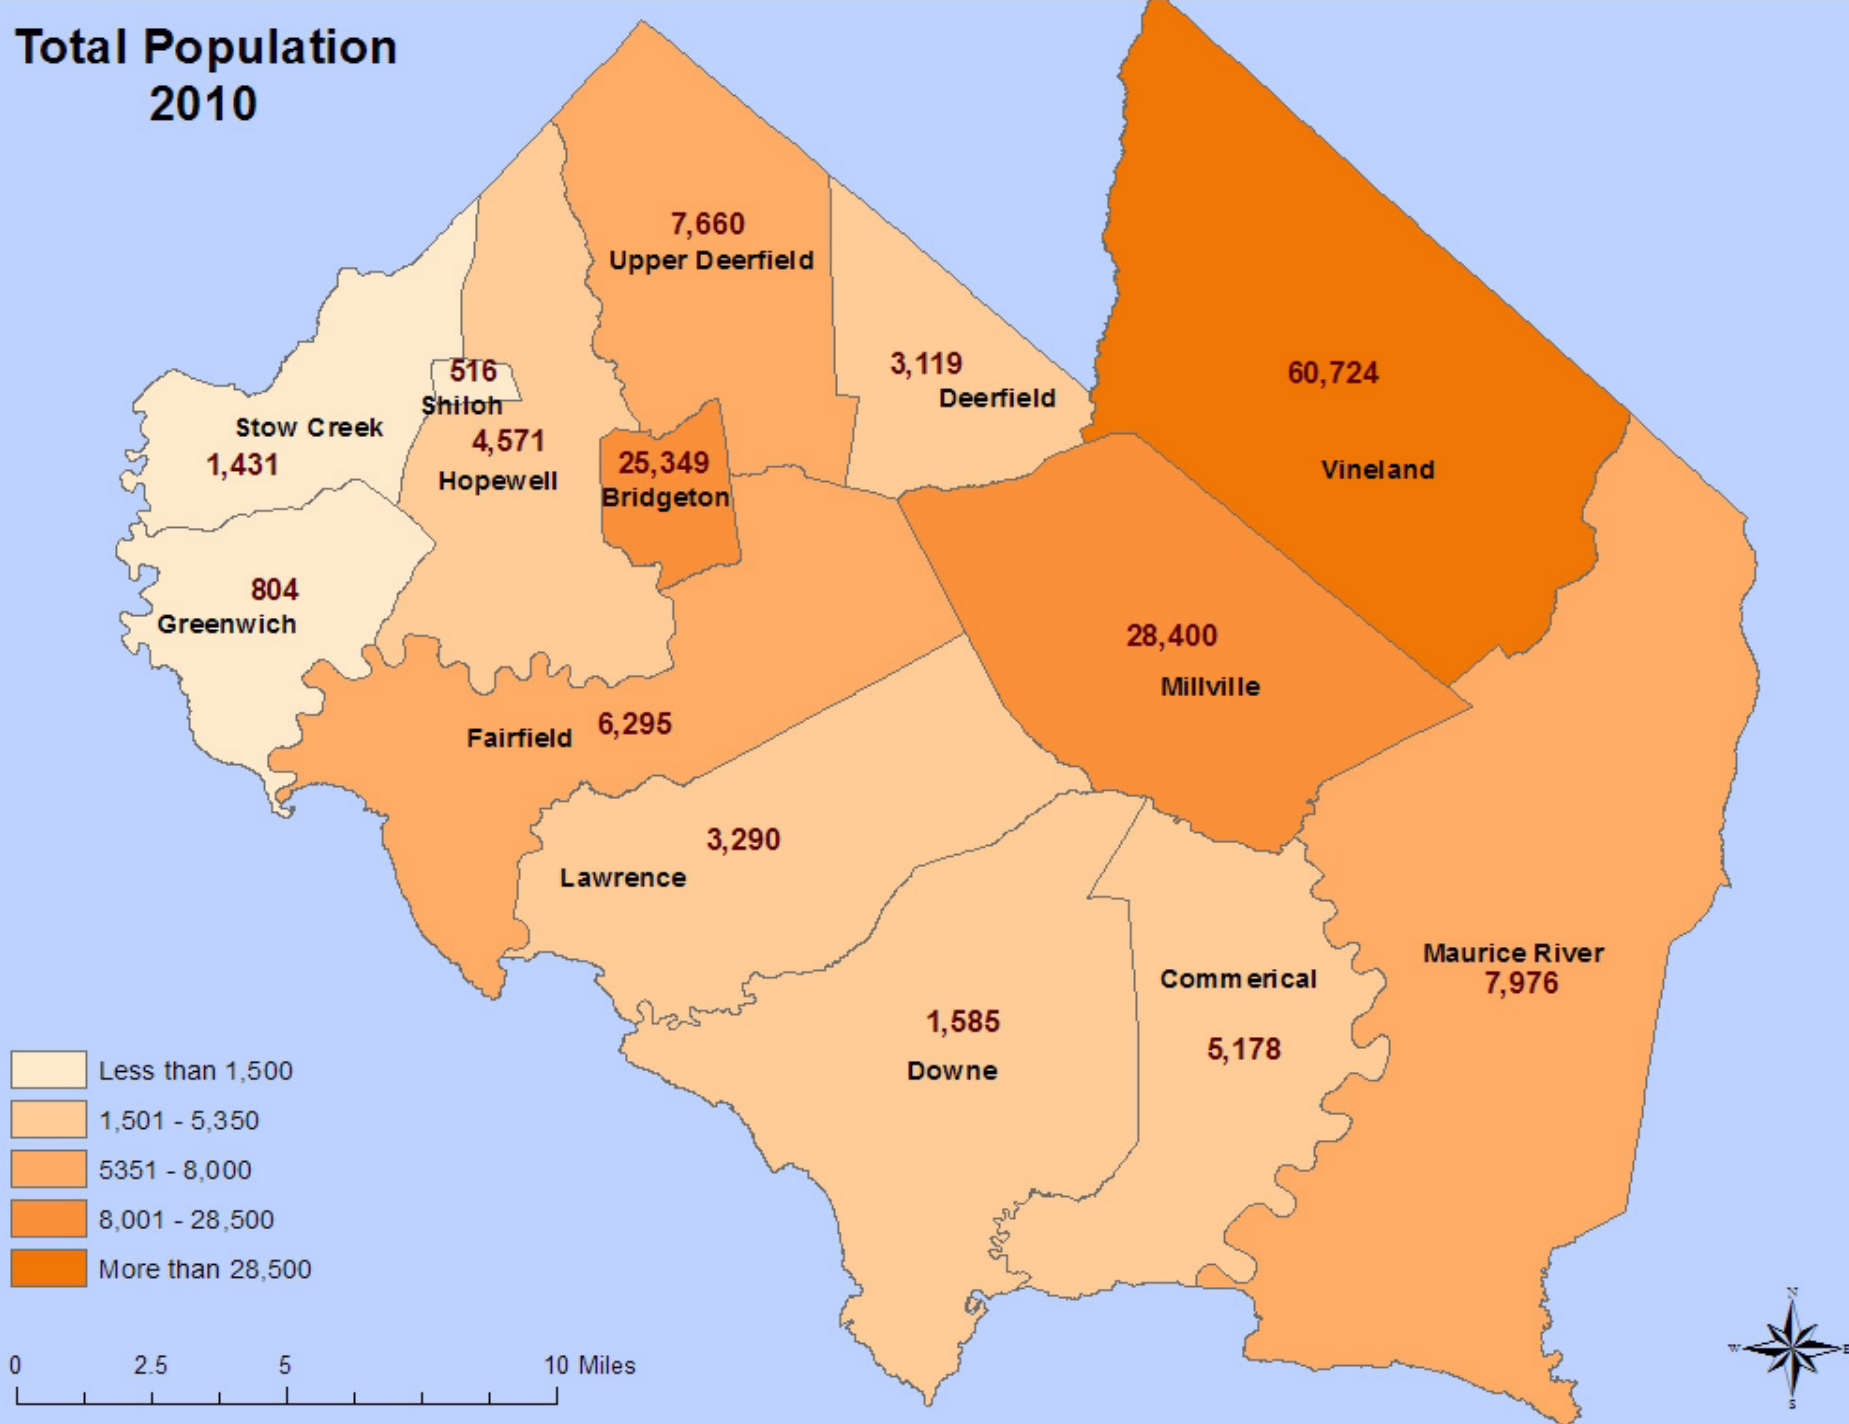 Total Population
2010
7,660
Upper Deerfield
3,119
Deerfield
60,724
Vineland
516
Shiloh
Stow Creek
1,431
4,571
Hopewell
25,349
Bridgeton
804
Greenwich
28,400
Millville
Fairfield 6,295
3,290
Lawrence
Maurice River
7,976
Commerical
5,178
1,585
Downe
Less than 1,500
1,501 - 5,350
5351 - 8,000
8,001 - 28,500
More than 28,500
0 2.5 5 10 Miles
N
W E
S